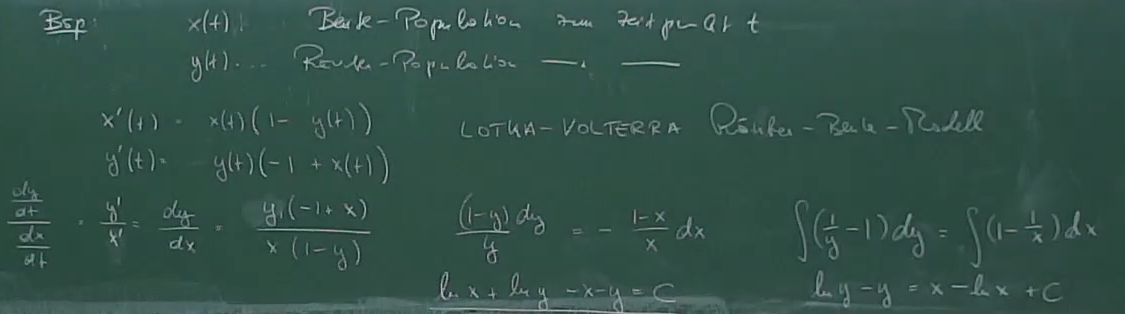 Bsp: x(t): Beute-Population zum Zeitpunkt t
y(t)... Räuber-Population —"—
x'(t) = x(t)(1 - y(t)) LOTKA-VOLTERRA Räuber-Beute-Modell
y'(t) = y(t)(-1 + x(t))
\frac{\frac{dy}{dt}}{\frac{dx}{dt}} = \frac{y'}{x'} = \frac{dy}{dx} = \frac{y(-1+x)}{x(1-y)} \frac{(1-y)dy}{y} = -\frac{1-x}{x} dx ∫(\frac{1}{y} - 1)dy = ∫(1 - \frac{1}{x})dx
ln x + ln y - x - y = C ln y - y = x - ln x + C